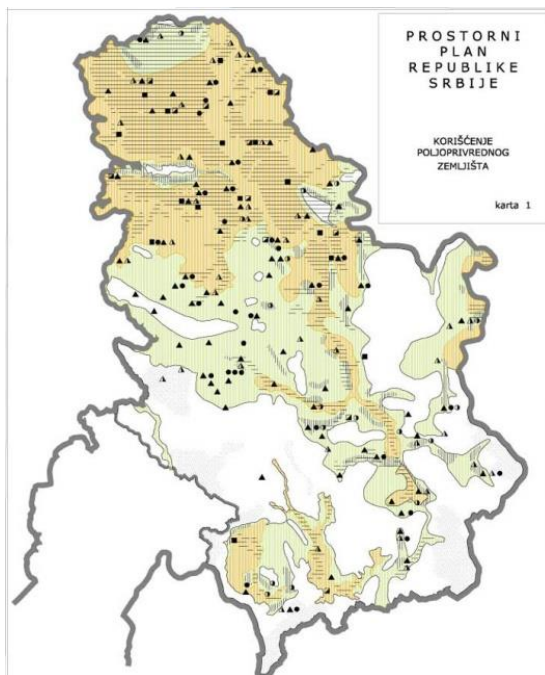 PROSTORNI
PLAN
REPUBLIKE
SRBIJE
KORIŠĆENJE
POLJOPRIVREDNOG
ZEMLJIŠTA
karta 1